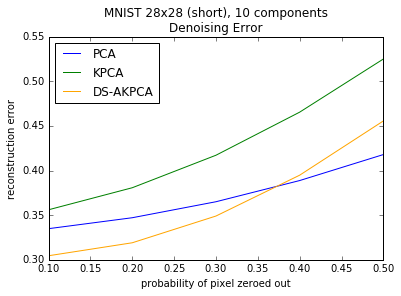 MNIST 28x28 (short), 10 components
Denoising Error
0.55
0.50
0.45
0.40
0.35
0.30
reconstruction error
PCA
KPCA
DS-AKPCA
0.10 0.15 0.20 0.25 0.30 0.35 0.40 0.45 0.50
probability of pixel zeroed out